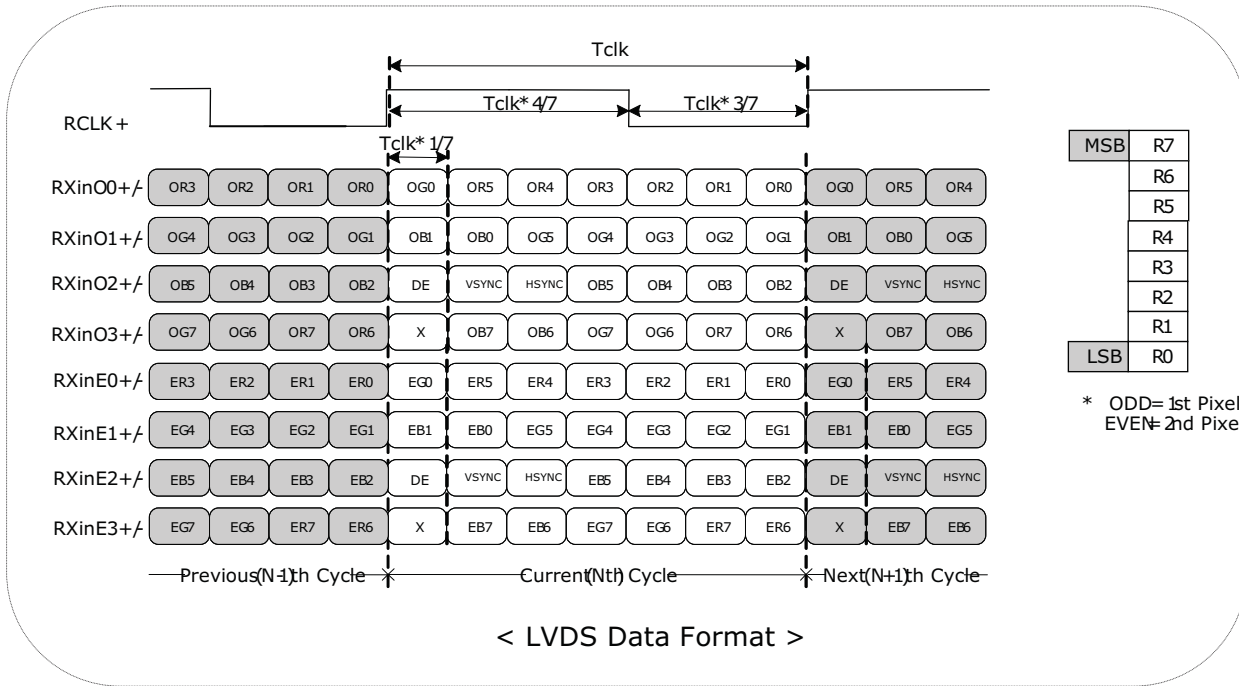 Tclk
Tclk* 4/7 Tclk* 3/7
RCLK +
Tclk* 1/7
RXinO0+/- OR3 OR2 OR1 OR0 OG0 OR5 OR4 OR3 OR2 OR1 OR0 OG0 OR5 OR4
RXinO1+/- OG4 OG3 OG2 OG1 OB1 OB0 OG5 OG4 OG3 OG2 OG1 OB1 OB0 OG5
RXinO2+/- OB5 OB4 OB3 OB2 DE VSYNC HSYNC OB5 OB4 OB3 OB2 DE VSYNC HSYNC
RXinO3+/- OG7 OG6 OR7 OR6 X OB7 OB6 OG7 OG6 OR7 OR6 X OB7 OB6
RXinE0+/- ER3 ER2 ER1 ER0 EG0 ER5 ER4 ER3 ER2 ER1 ER0 EG0 ER5 ER4
RXinE1+/- EG4 EG3 EG2 EG1 EB1 EB0 EG5 EG4 EG3 EG2 EG1 EB1 EB0 EG5
RXinE2+/- EB5 EB4 EB3 EB2 DE VSYNC HSYNC EB5 EB4 EB3 EB2 DE VSYNC HSYNC
RXinE3+/- EG7 EG6 ER7 ER6 X EB7 EB6 EG7 EG6 ER7 ER6 X EB7 EB6
Previous(N-1)th Cycle Current(Nth) Cycle Next(N+1)th Cycle
MSB R7
R6
R5
R4
R3
R2
R1
LSB R0
* ODD= 1st Pixel
EVEN= 2nd Pixel
< LVDS Data Format >